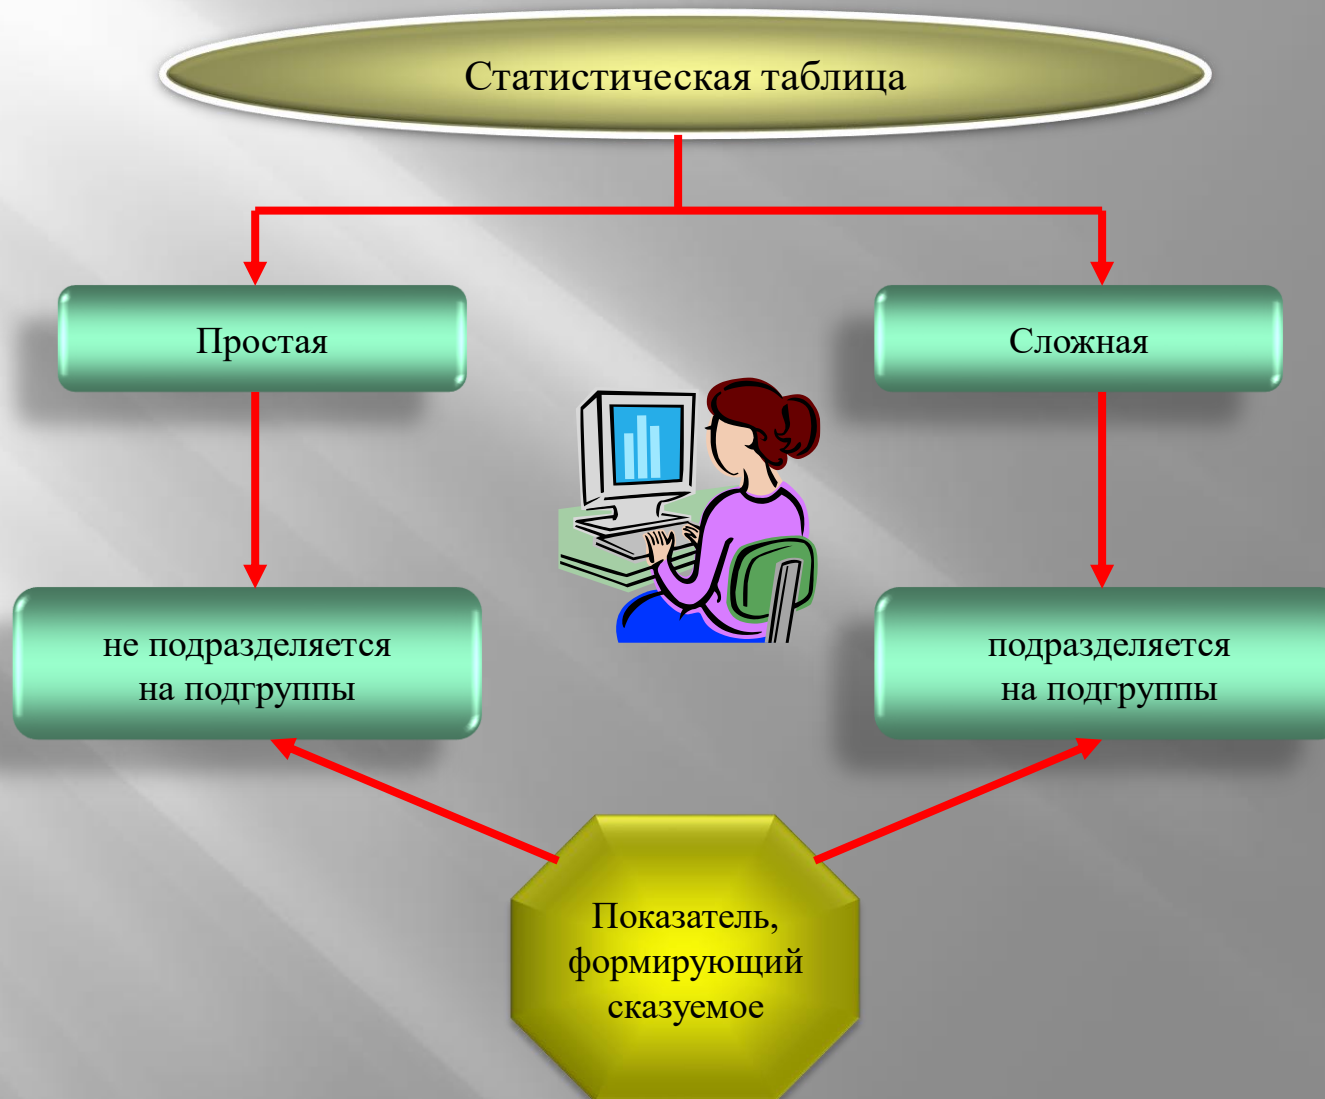 Статистическая таблица
Простая
Сложная
не подразделяется
на подгруппы
подразделяется
на подгруппы
Показатель,
формирующий
сказуемое